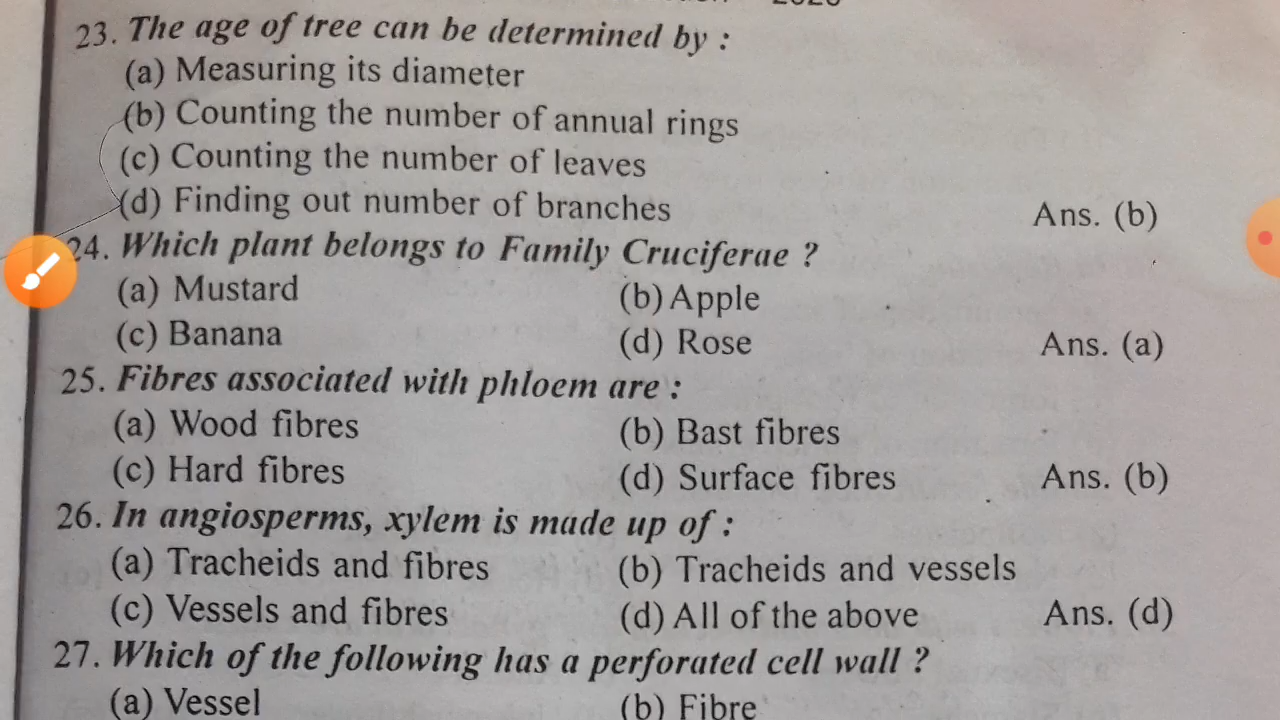 23. The age of tree can be determined by :
(a) Measuring its diameter
(b) Counting the number of annual rings
(c) Counting the number of leaves
(d) Finding out number of branches Ans. (b)
24. Which plant belongs to Family Cruciferae ?
(a) Mustard (b) Apple
(c) Banana (d) Rose Ans. (a)
25. Fibres associated with phloem are :
(a) Wood fibres (b) Bast fibres
(c) Hard fibres (d) Surface fibres Ans. (b)
26. In angiosperms, xylem is made up of :
(a) Tracheids and fibres (b) Tracheids and vessels
(c) Vessels and fibres (d) All of the above Ans. (d)
27. Which of the following has a perforated cell wall ?
(a) Vessel (b) Fibre